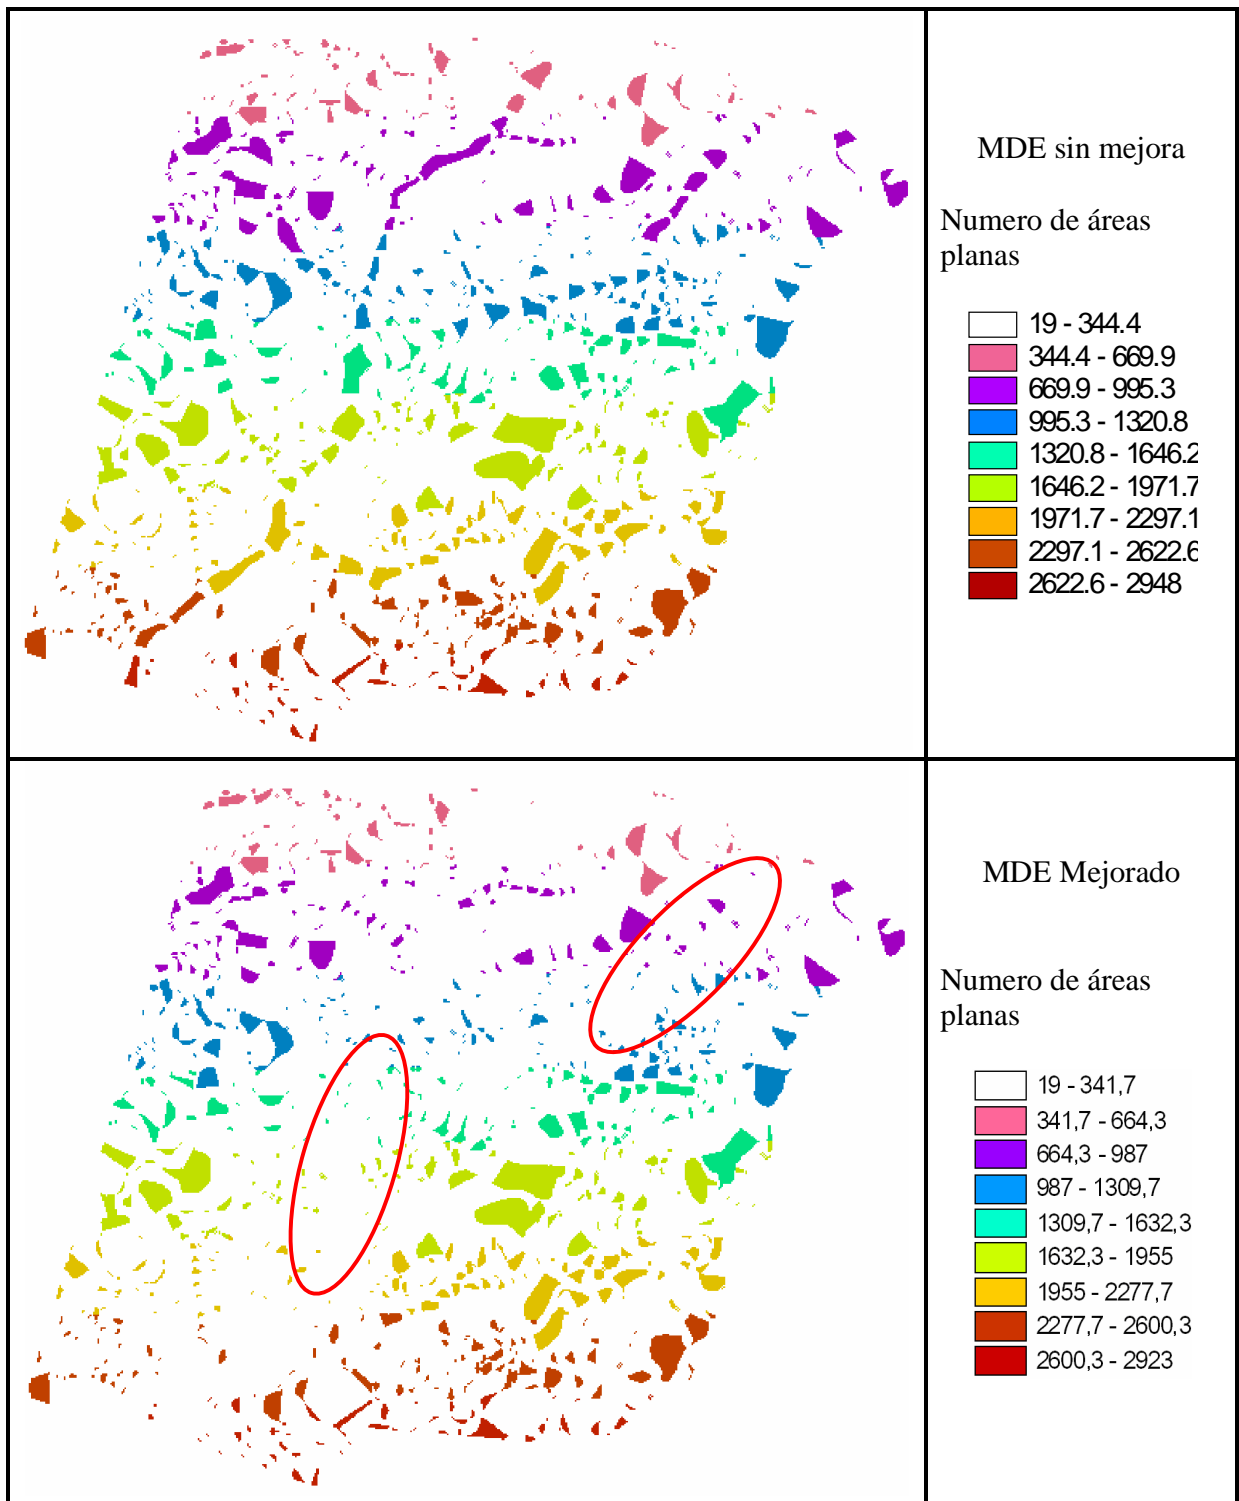 MDE sin mejora
Numero de áreas
planas
19 - 344.4
344.4 - 669.9
669.9 - 995.3
995.3 - 1320.8
1320.8 - 1646.2
1646.2 - 1971.7
1971.7 - 2297.1
2297.1 - 2622.6
2622.6 - 2948
MDE Mejorado
Numero de áreas
planas
19 - 341,7
341,7 - 664,3
664,3 - 987
987 - 1309,7
1309,7 - 1632,3
1632,3 - 1955
1955 - 2277,7
2277,7 - 2600,3
2600,3 - 2923